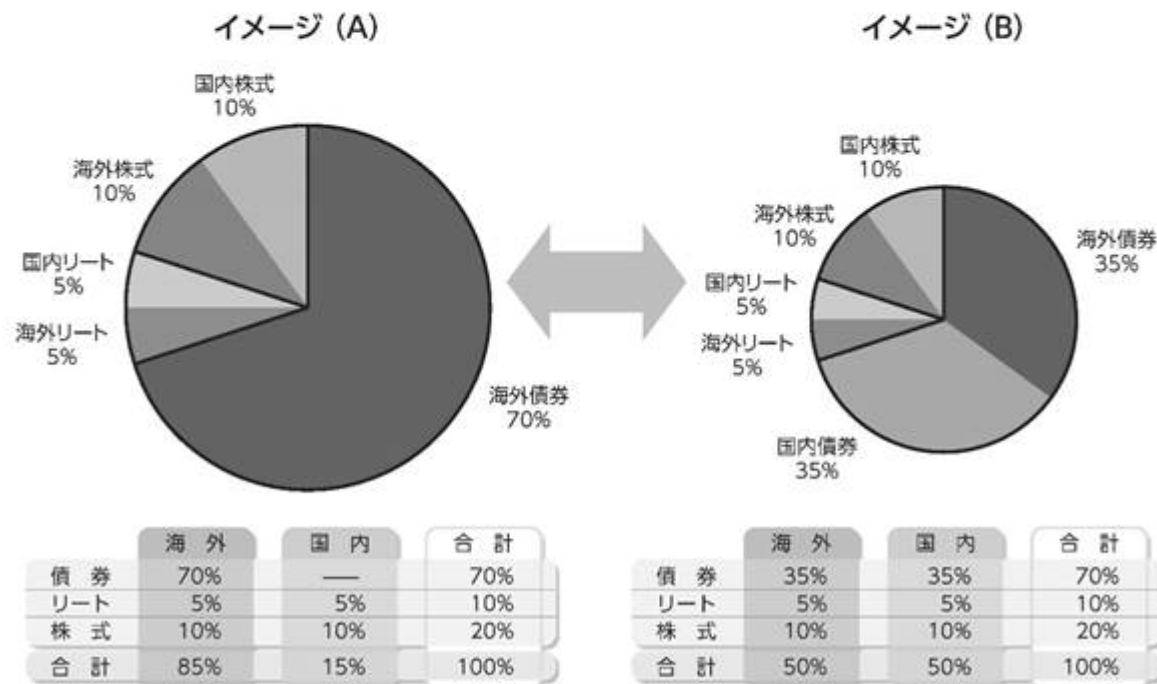 イメージ (A)
国内株式
10%
海外株式
10%
国内リート
5%
海外リート
5%
海外債券
70%
海外 国内 合計
債券 70% — 70%
リート 5% 5% 10%
株式 10% 10% 20%
合計 85% 15% 100%
イメージ (B)
国内株式
10%
海外株式
10%
国内リート
5%
海外リート
5%
海外債券
35%
国内債券
35%
海外 国内 合計
債券 35% 35% 70%
リート 5% 5% 10%
株式 10% 10% 20%
合計 50% 50% 100%